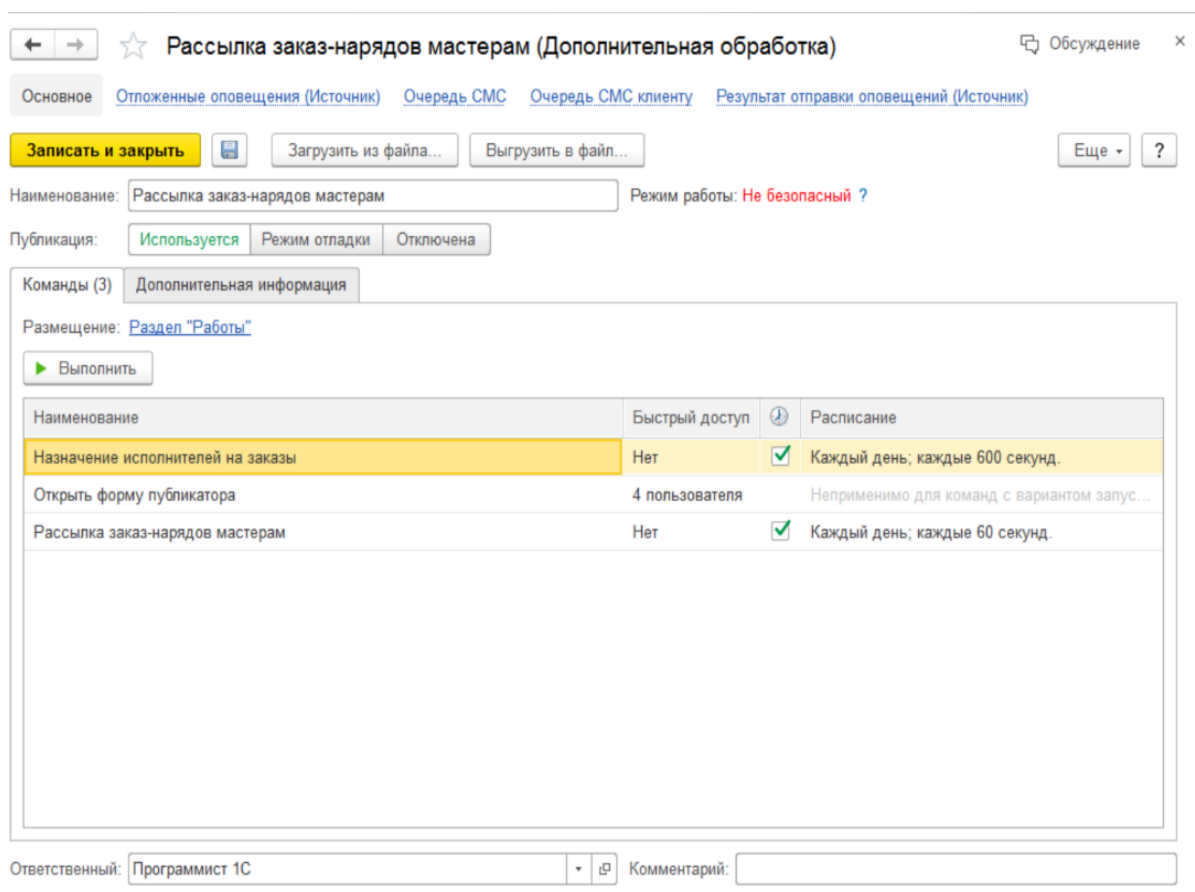 Рассылка заказ-нарядов мастерам (Дополнительная обработка) Обсуждение
Основное Отложенные оповещения (Источник) Очередь СМС Очередь СМС клиенту Результат отправки оповещений (Источник)
Записать и закрыть Загрузить из файла... Выгрузить в файл... Еще ?
Наименование: Рассылка заказ-нарядов мастерам Режим работы: Не безопасный ?
Публикация: Используется Режим отладки Отключена
Команды (3) Дополнительная информация
Размещение: Раздел "Работы"
Выполнить
Наименование Быстрый доступ Расписание
Назначение исполнителей на заказы Нет Каждый день; каждые 600 секунд.
Открыть форму публикатора 4 пользователя Неприменимо для команд с вариантом запус...
Рассылка заказ-нарядов мастерам Нет Каждый день; каждые 60 секунд.
Ответственный: Программист 1С Комментарий: